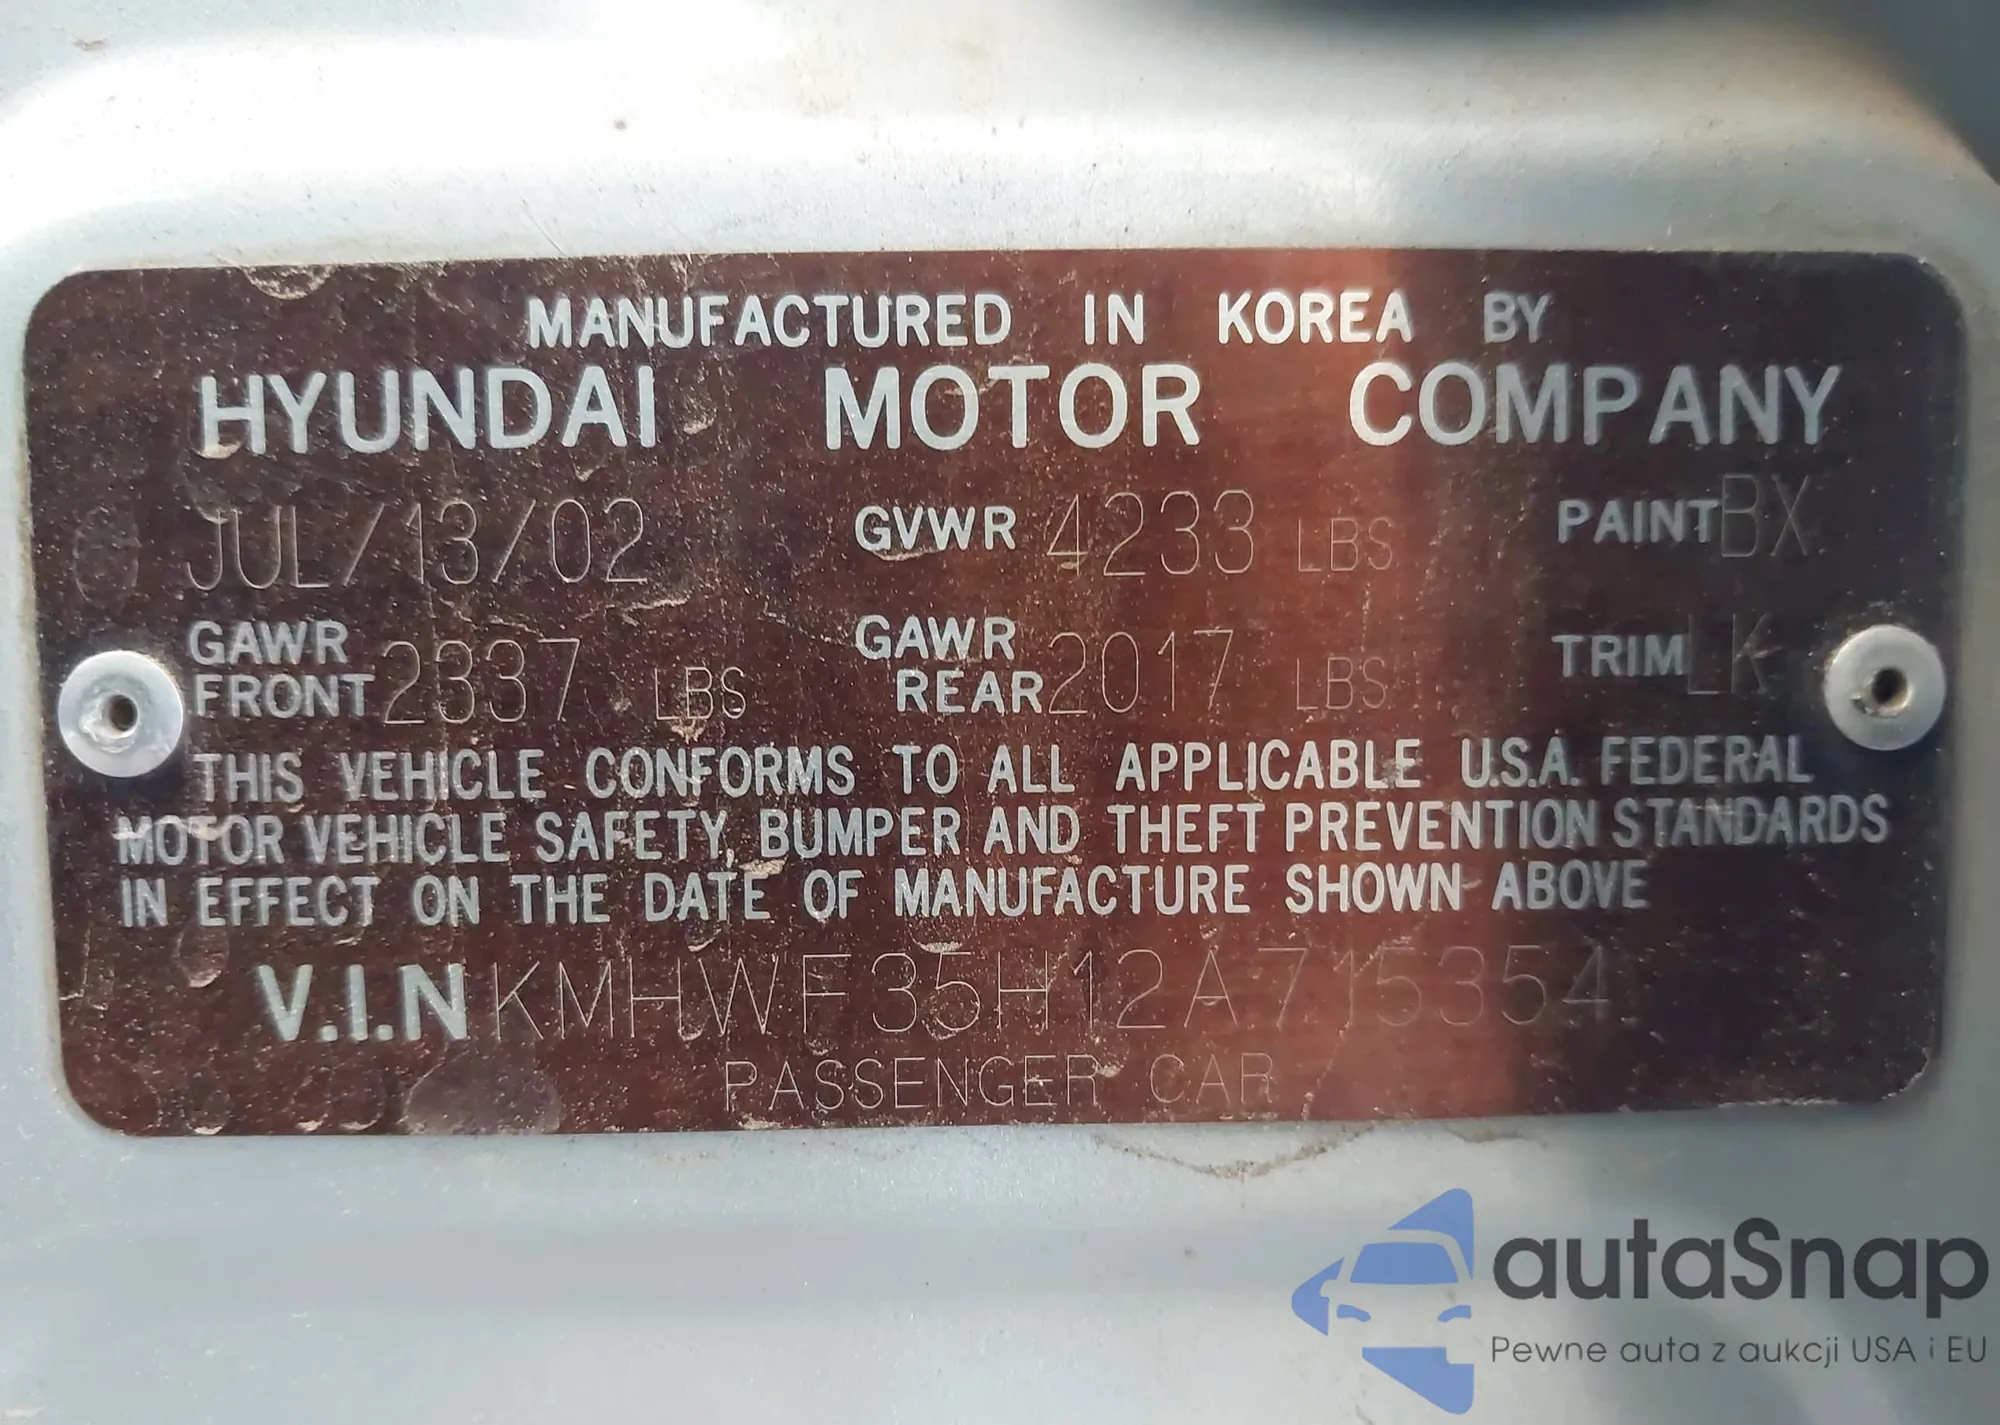 MANUFACTURED IN KOREA BY
HYUNDAI MOTOR COMPANY
JUL/13/02 GVWR 4233 LBS PAINT BX
GAWR FRONT 2337 LBS GAWR REAR 2017 LBS TRIM LK
THIS VEHICLE CONFORMS TO ALL APPLICABLE U.S.A. FEDERAL
MOTOR VEHICLE SAFETY, BUMPER AND THEFT PREVENTION STANDARDS
IN EFFECT ON THE DATE OF MANUFACTURE SHOWN ABOVE
V.I.N KMHWF35H12A715354
PASSENGER CAR
autaSnap
Pewne auta z aukcji USA i EU